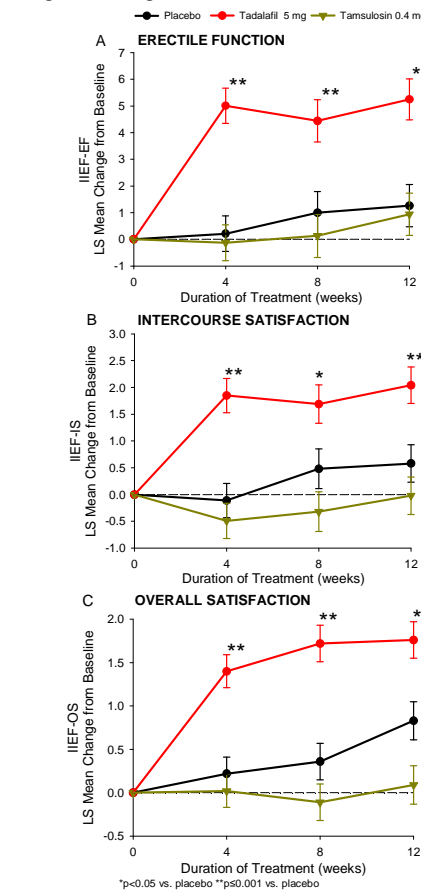 Placebo Tadalafil 5 mg Tamsulosin 0.4 m
A ERECTILE FUNCTION
7
6
5
4
3
2
1
0
-1
IIEF-EF
LS Mean Change from Baseline
** ** *
0 4 8 12
Duration of Treatment (weeks)
B INTERCOURSE SATISFACTION
3.0
2.5
2.0
1.5
1.0
0.5
0.0
-0.5
-1.0
IIEF-IS
LS Mean Change from Baseline
** * **
0 4 8 12
Duration of Treatment (weeks)
C OVERALL SATISFACTION
2.0
1.5
1.0
0.5
0.0
-0.5
IIEF-OS
LS Mean Change from Baseline
** ** *
0 4 8 12
Duration of Treatment (weeks)
*p<0.05 vs. placebo **p≤0.001 vs. placebo